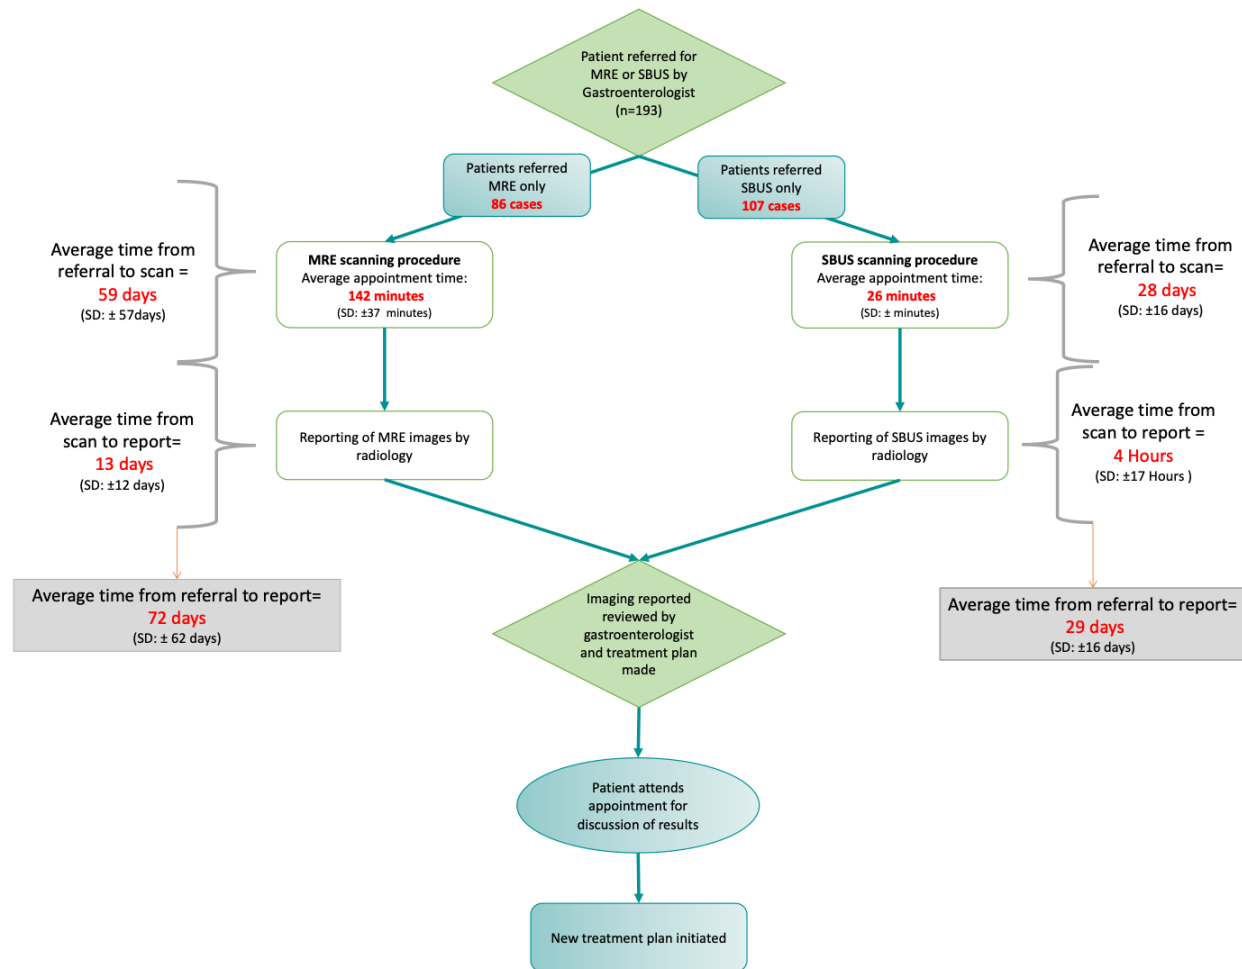 Patient referred for
MRE or SBUS by
Gastroenterologist
(n=193)
Patients referred
MRE only
86 cases
Patients referred
SBUS only
107 cases
Average time from
referral to scan =
59 days
(SD: ± 57days)
MRE scanning procedure
Average appointment time:
142 minutes
(SD: ±37 minutes)
SBUS scanning procedure
Average appointment time:
26 minutes
(SD: ± minutes)
Average time from
referral to scan=
28 days
(SD: ±16 days)
Average time from
scan to report=
13 days
(SD: ±12 days)
Reporting of MRE images by
radiology
Reporting of SBUS images by
radiology
Average time from
scan to report =
4 Hours
(SD: ±17 Hours )
Average time from referral to report=
72 days
(SD: ± 62 days)
Imaging reported
reviewed by
gastroenterologist
and treatment plan
made
Average time from referral to report=
29 days
(SD: ±16 days)
Patient attends
appointment for
discussion of results
New treatment plan initiated